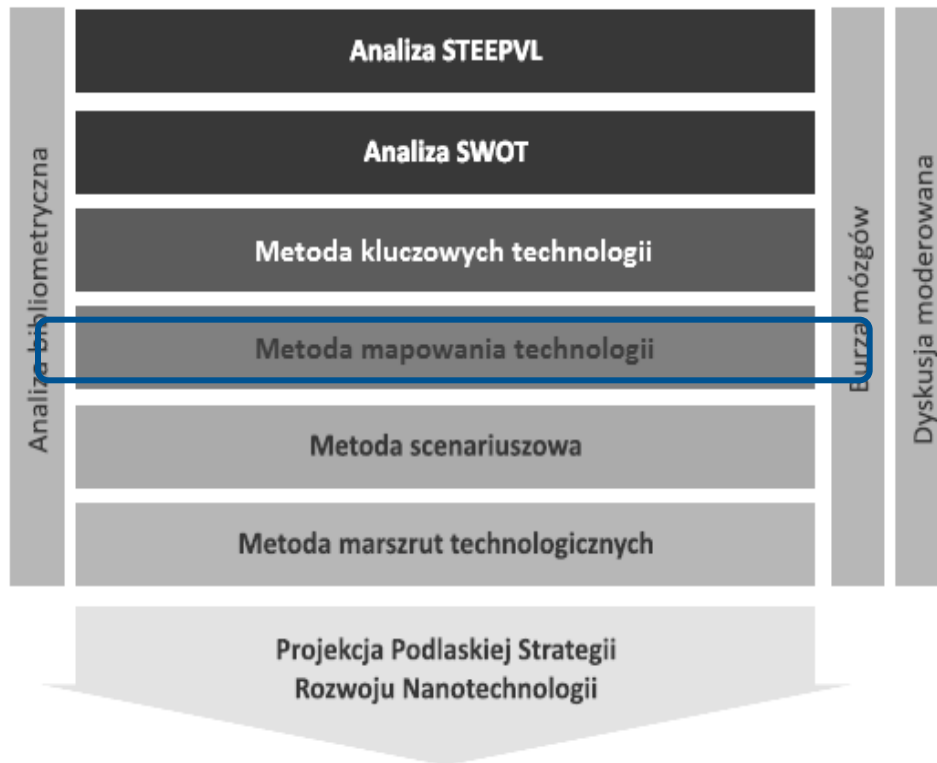 Analiza bibliometryczna
Analiza STEEPVL
Analiza SWOT
Metoda kluczowych technologii
Metoda mapowania technologii
Metoda scenariuszowa
Metoda marszrut technologicznych
Burza mózgów
Dyskusja moderowana
Projekcja Podlaskiej Strategii
Rozwoju Nanotechnologii